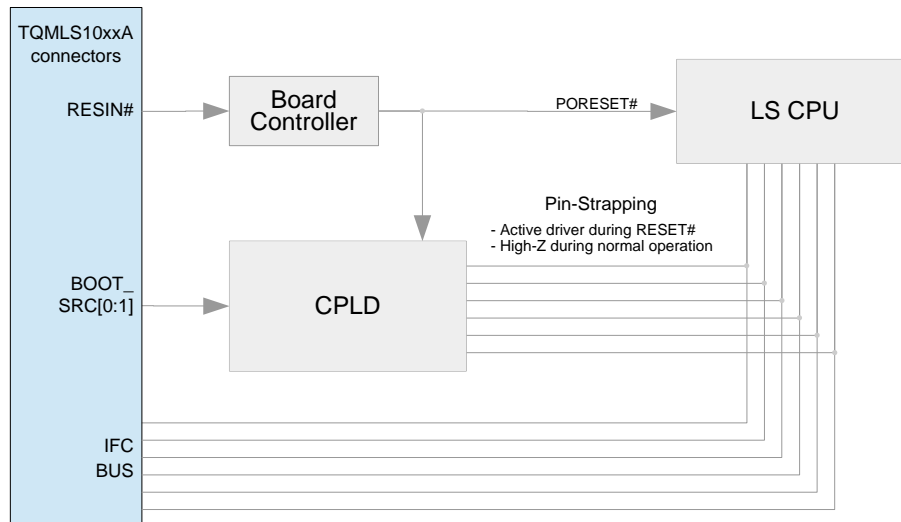 TQMLS10xxA
connectors
RESIN#
Board
Controller
PORESET#
LS CPU
Pin-Strapping
- Active driver during RESET#
- High-Z during normal operation
BOOT_
SRC[0:1]
CPLD
IFC
BUS